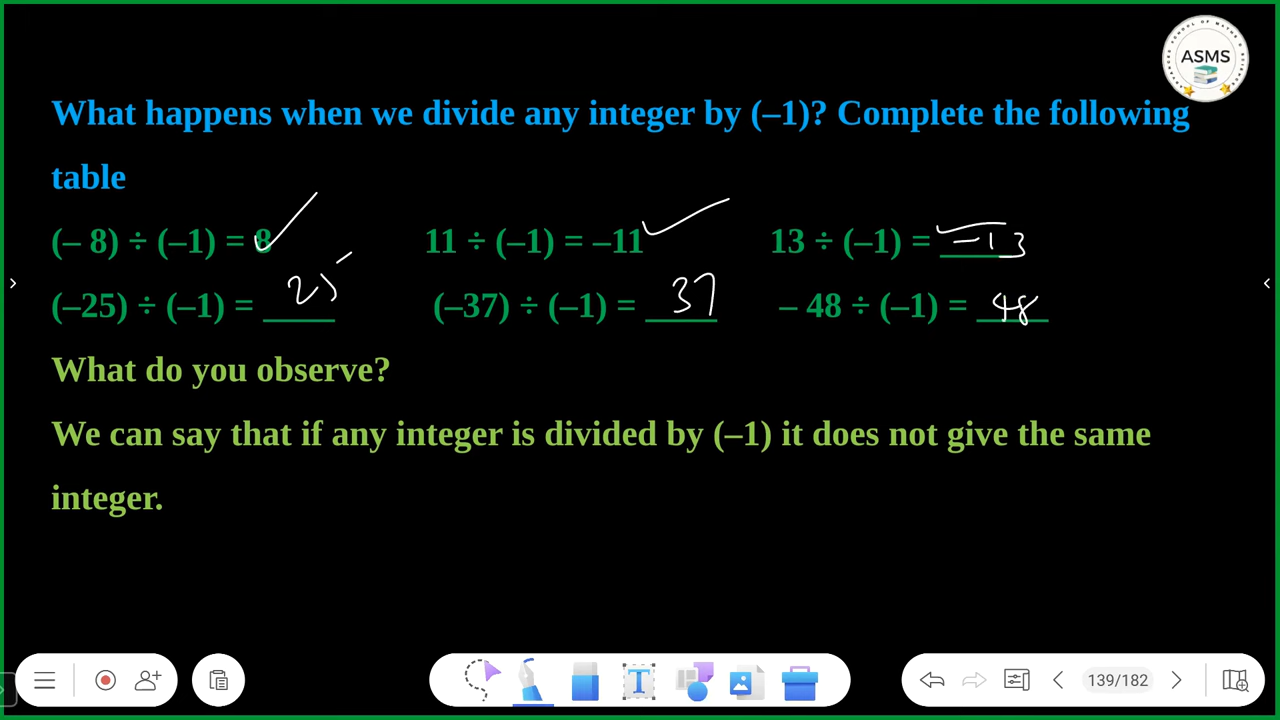 ASMS
What happens when we divide any integer by (–1)? Complete the following
table
(– 8) ÷ (–1) = 8 11 ÷ (–1) = –11 13 ÷ (–1) = –13
(–25) ÷ (–1) = 25 (–37) ÷ (–1) = 37 – 48 ÷ (–1) = 48
What do you observe?
We can say that if any integer is divided by (–1) it does not give the same
integer.
139/182